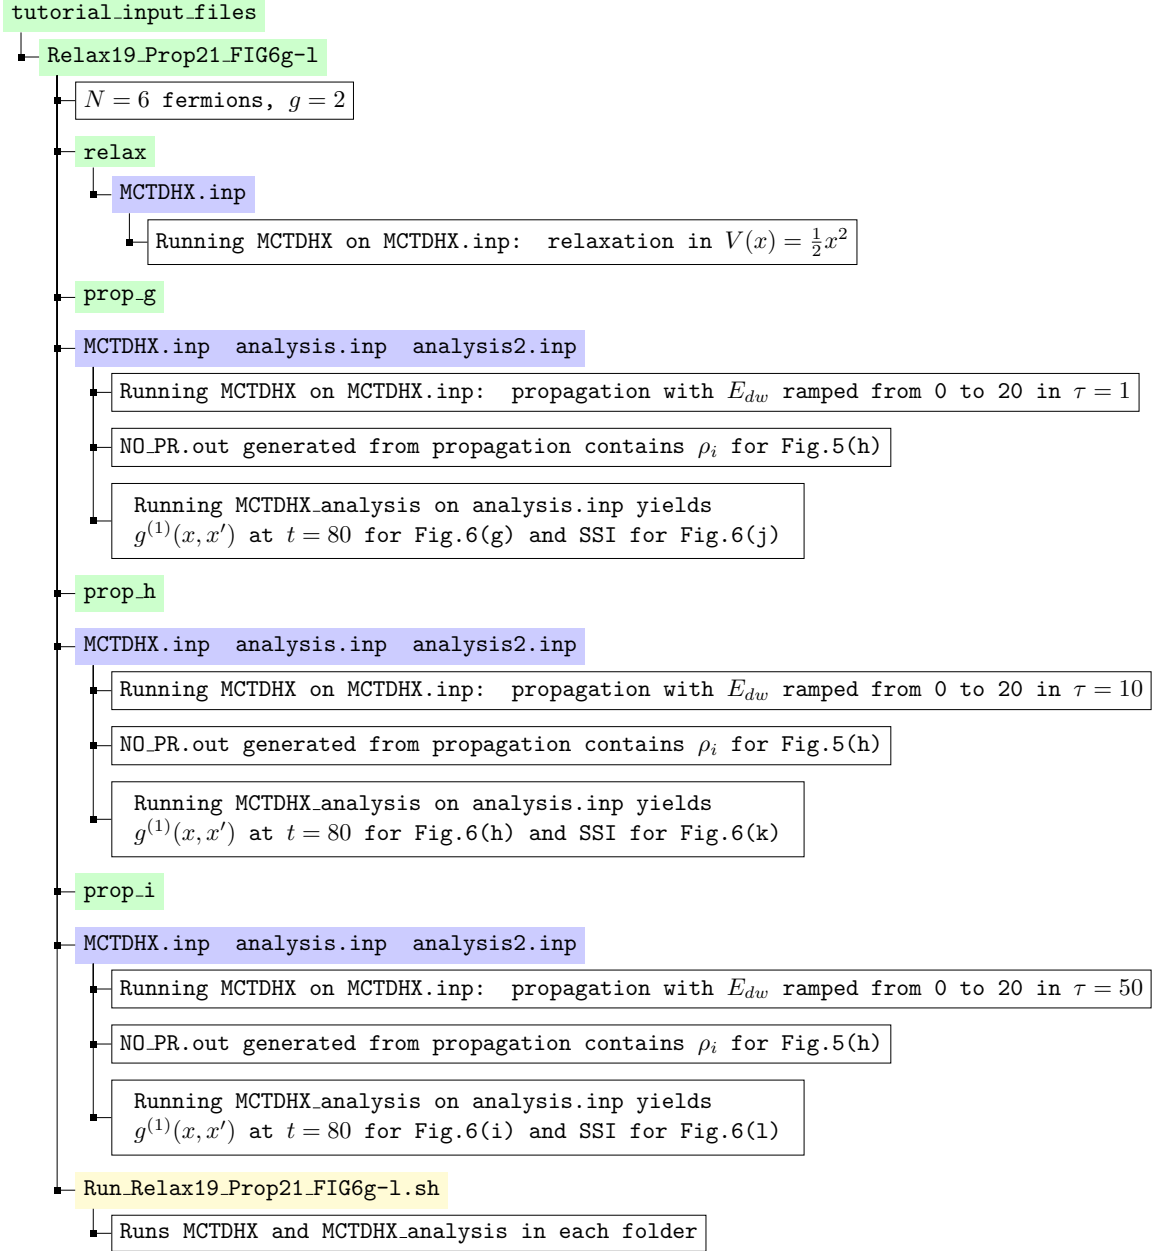 tutorial_input_files
Relax19_Prop21_FIG6g-l
N = 6 fermions, g = 2
relax
MCTDHX.inp
Running MCTDHX on MCTDHX.inp: relaxation in V(x) = ½x²
prop_g
MCTDHX.inp analysis.inp analysis2.inp
Running MCTDHX on MCTDHX.inp: propagation with E_{dw} ramped from 0 to 20 in τ = 1
NO_PR.out generated from propagation contains ρ_i for Fig.5(h)
Running MCTDHX_analysis on analysis.inp yields
g^{(1)}(x, x′) at t = 80 for Fig.6(g) and SSI for Fig.6(j)
prop_h
MCTDHX.inp analysis.inp analysis2.inp
Running MCTDHX on MCTDHX.inp: propagation with E_{dw} ramped from 0 to 20 in τ = 10
NO_PR.out generated from propagation contains ρ_i for Fig.5(h)
Running MCTDHX_analysis on analysis.inp yields
g^{(1)}(x, x′) at t = 80 for Fig.6(h) and SSI for Fig.6(k)
prop_i
MCTDHX.inp analysis.inp analysis2.inp
Running MCTDHX on MCTDHX.inp: propagation with E_{dw} ramped from 0 to 20 in τ = 50
NO_PR.out generated from propagation contains ρ_i for Fig.5(h)
Running MCTDHX_analysis on analysis.inp yields
g^{(1)}(x, x′) at t = 80 for Fig.6(i) and SSI for Fig.6(l)
Run_Relax19_Prop21_FIG6g-l.sh
Runs MCTDHX and MCTDHX_analysis in each folder